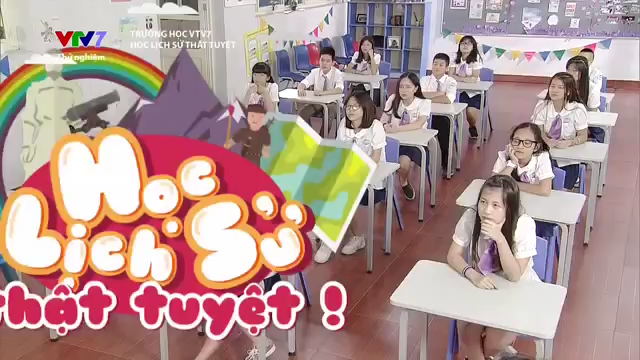 VTV7
Thử nghiệm
TRƯỜNG HỌC VTV7
HỌC LỊCH SỬ THẬT TUYỆT
Học
Lịch Sử
thật tuyệt !